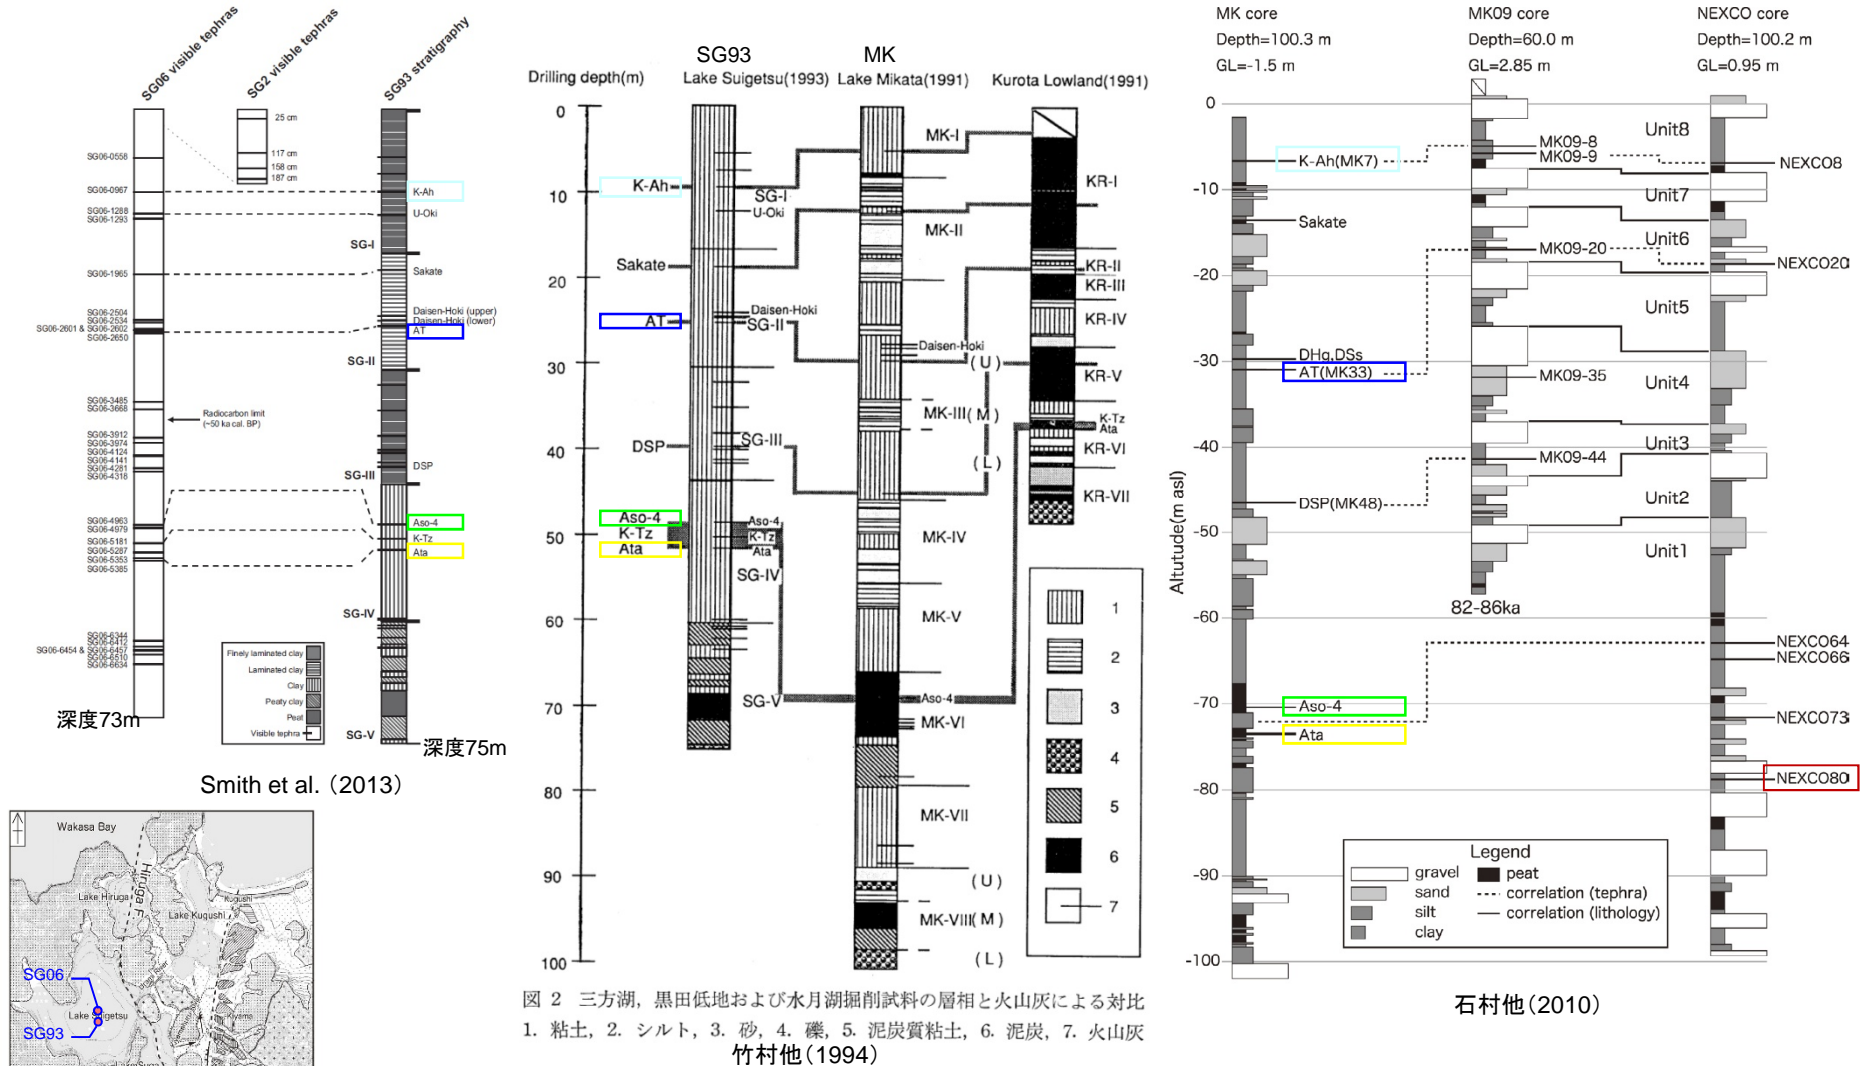 SG06 visible tephras
SG2 visible tephras
SG93 stratigraphy
25 cm
117 cm
158 cm
187 cm
SG06-0558
SG06-0967
SG06-1288
SG06-1293
SG06-1965
SG06-2504
SG06-2534
SG06-2601 & SG06-2602
SG06-2650
SG06-3485
SG06-3668
SG06-3912
SG06-3974
SG06-4124
SG06-4141
SG06-4281
SG06-4318
SG06-4963
SG06-4979
SG06-5181
SG06-5287
SG06-5353
SG06-5385
SG06-6344
SG06-6412
SG06-6454 & SG06-6457
SG06-6510
SG06-6634
Radiocarbon limit
(~50 ka cal. BP)
K-Ah
U-Oki
SG-I
Sakate
Daisen-Hoki (upper)
Daisen-Hoki (lower)
AT
SG-II
DSP
SG-III
Aso-4
K-Tz
Ata
SG-IV
SG-V
Finely laminated clay
Laminated clay
Clay
Peaty clay
Peat
Visible tephra
深度73m
深度75m
Smith et al.（2013）
Wakasa Bay
Hiruga F.
Lake Hiruga
Lake Kugushi
Kugushi
SG06
Lake Suigetsu
SG93
Drilling depth(m)
SG93
Lake Suigetsu(1993)
MK
Lake Mikata(1991)
Kurota Lowland(1991)
0
10
20
30
40
50
60
70
80
90
100
K-Ah
Sakate
AT
DSP
Aso-4
K-Tz
Ata
SG-I
U-Oki
Daisen-Hoki
SG-II
SG-III
Aso-4
K-Tz
Ata
SG-IV
SG-V
MK-I
MK-II
Daisen-Hoki
(U)
MK-III(M)
(L)
MK-IV
MK-V
Aso-4
MK-VI
MK-VII
(U)
MK-VIII(M)
(L)
KR-I
KR-II
KR-III
KR-IV
KR-V
K-Tz
Ata
KR-VI
KR-VII
1
2
3
4
5
6
7
図 2 三方湖，黒田低地および水月湖掘削試料の層相と火山灰による対比
1. 粘土，2. シルト，3. 砂，4. 礫，5. 泥炭質粘土，6. 泥炭，7. 火山灰
竹村他（1994）
MK core
Depth=100.3 m
GL=-1.5 m
MK09 core
Depth=60.0 m
GL=2.85 m
NEXCO core
Depth=100.2 m
GL=0.95 m
Altutude(m asl)
0
-10
-20
-30
-40
-50
-60
-70
-80
-90
-100
K-Ah(MK7)
Sakate
DHg,DSs
AT(MK33)
DSP(MK48)
Aso-4
Ata
MK09-8
MK09-9
MK09-20
MK09-35
MK09-44
82-86ka
Unit8
Unit7
Unit6
Unit5
Unit4
Unit3
Unit2
Unit1
NEXCO8
NEXCO20
NEXCO64
NEXCO66
NEXCO73
NEXCO80
Legend
gravel
sand
silt
clay
peat
correlation (tephra)
correlation (lithology)
石村他（2010）